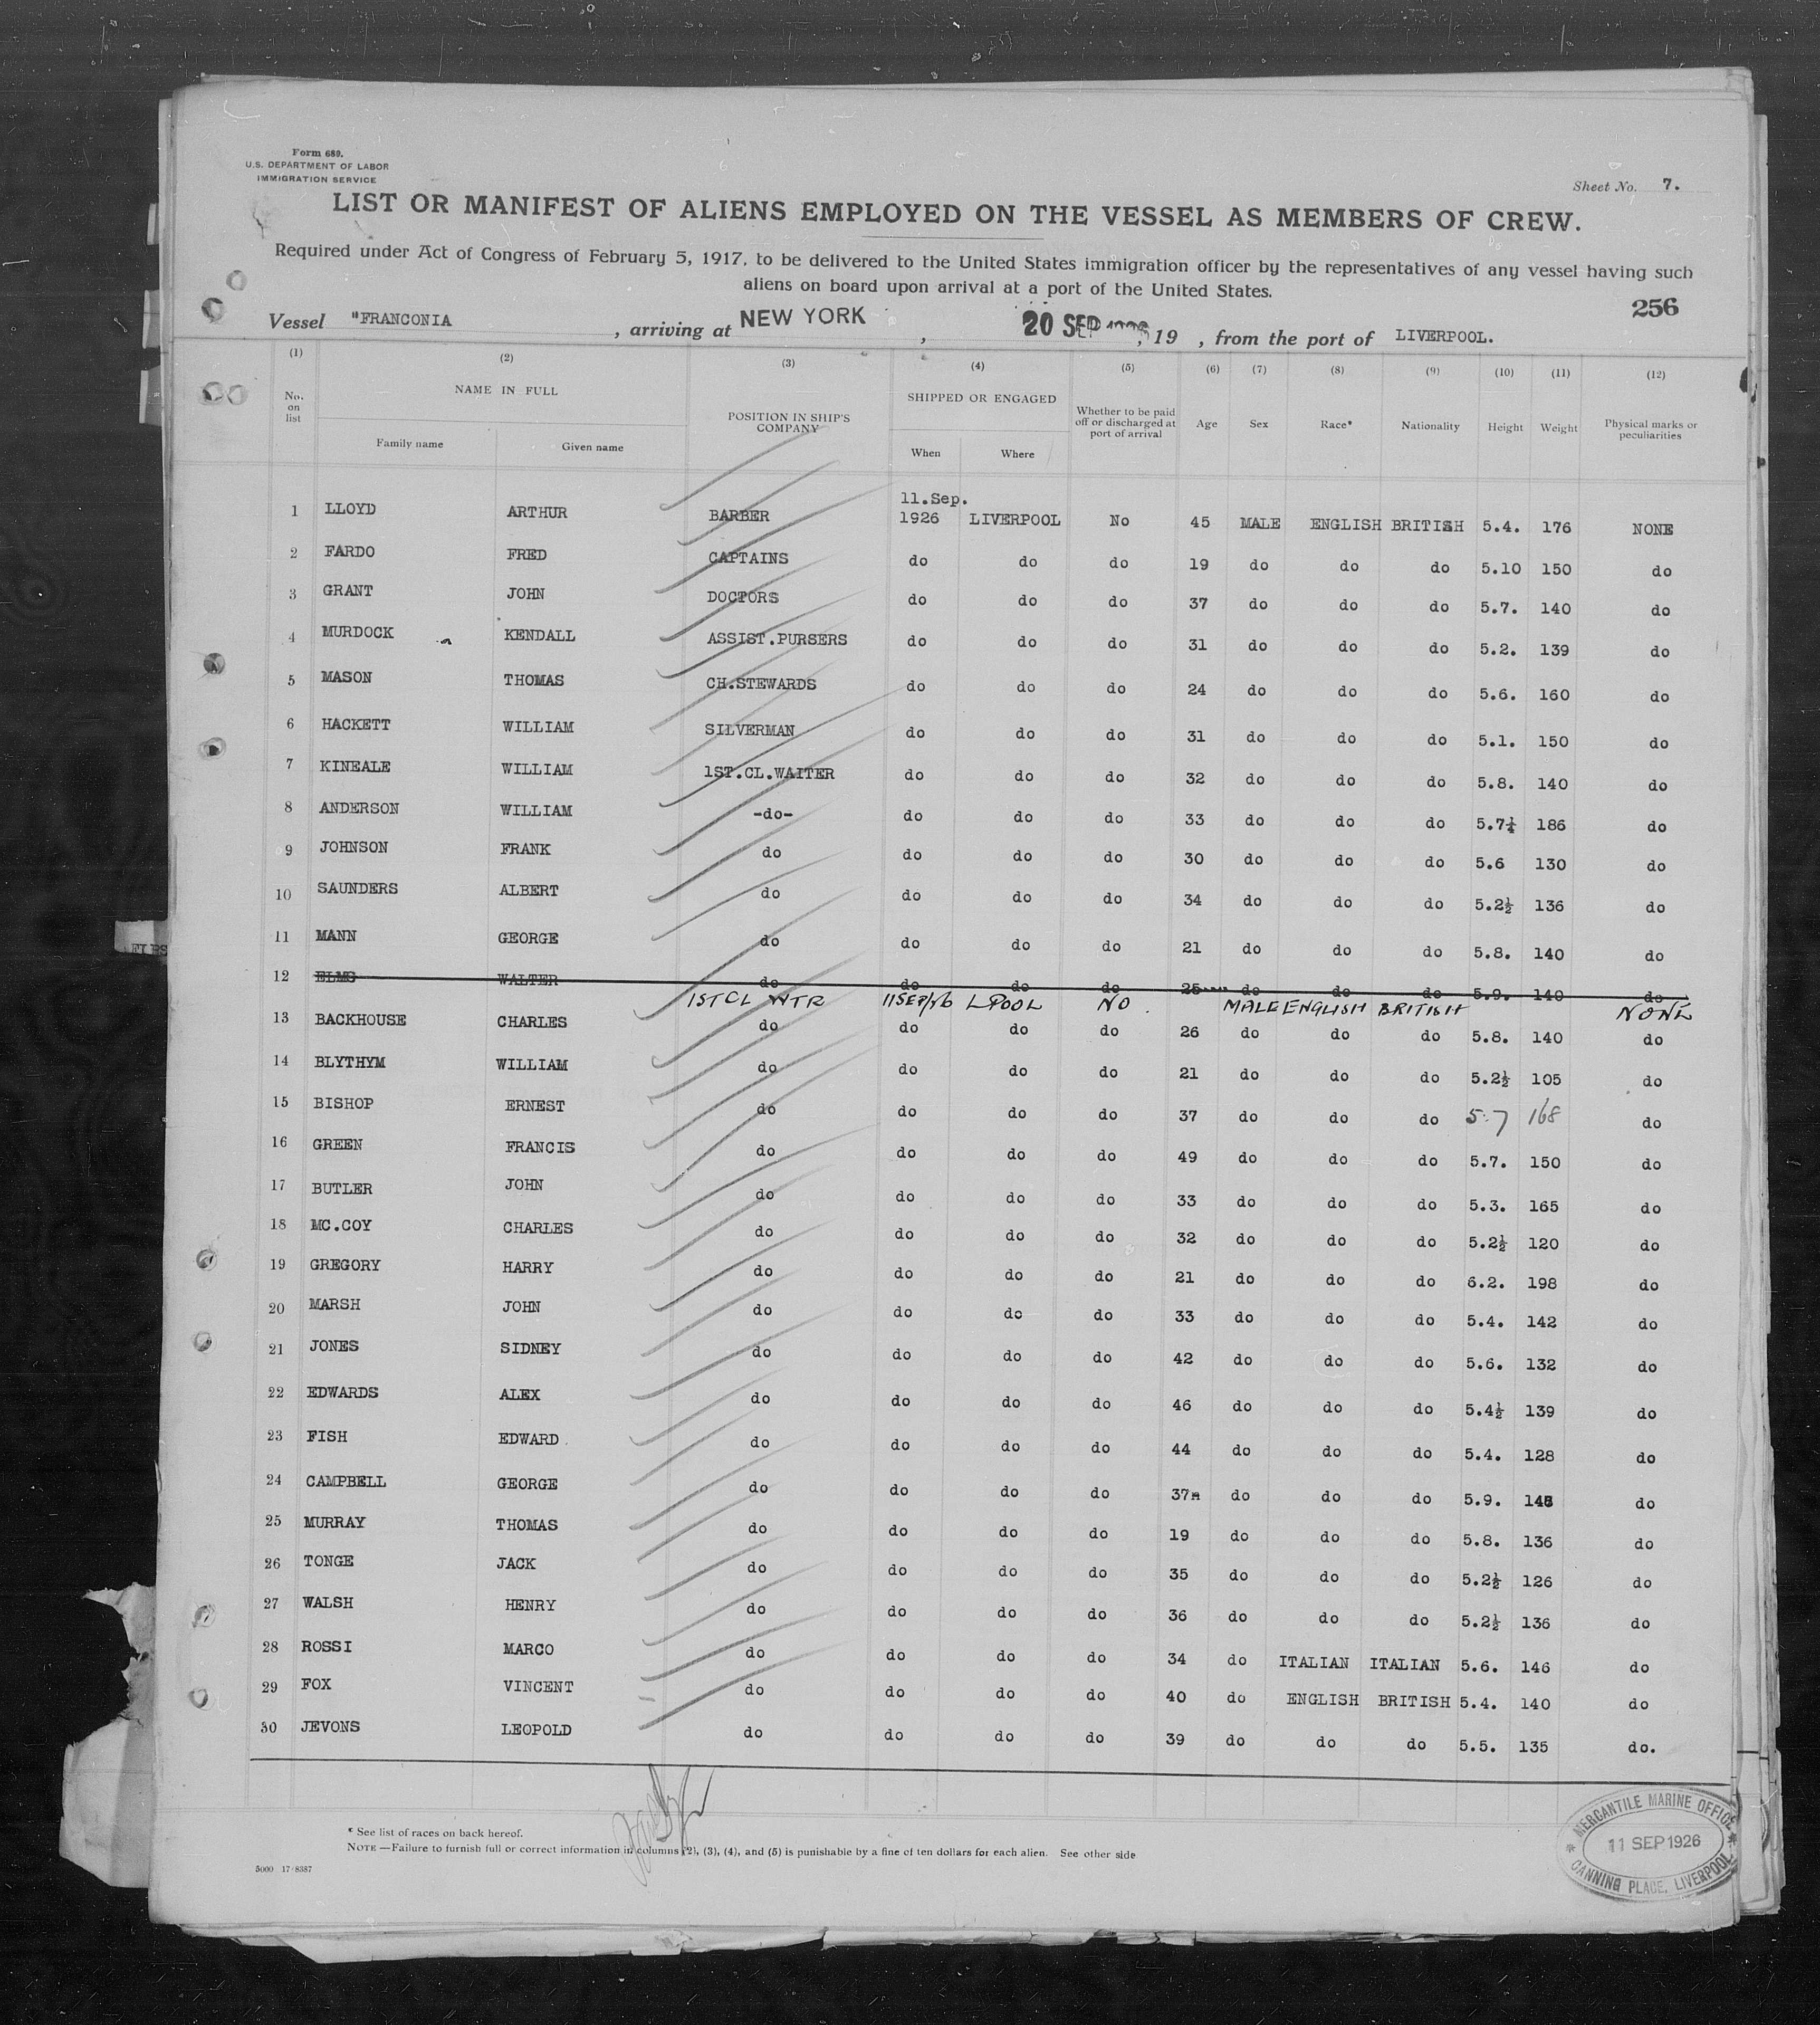 Form 689.
U.S. DEPARTMENT OF LABOR
IMMIGRATION SERVICE
Sheet No. 7.
LIST OR MANIFEST OF ALIENS EMPLOYED ON THE VESSEL AS MEMBERS OF CREW.
Required under Act of Congress of February 5, 1917, to be delivered to the United States immigration officer by the representatives of any vessel having such
aliens on board upon arrival at a port of the United States.
256
Vessel "FRANCONIA , arriving at NEW YORK , 20 SEP 1926, 19 , from the port of LIVERPOOL.
(1) (2) (3) (4) (5) (6) (7) (8) (9) (10) (11) (12)
No. on list NAME IN FULL Family name Given name POSITION IN SHIP'S COMPANY SHIPPED OR ENGAGED When Where Whether to be paid off or discharged at port of arrival Age Sex Race* Nationality Height Weight Physical marks or peculiarities
1 LLOYD ARTHUR BARBER 11.Sep. 1926 LIVERPOOL No 45 MALE ENGLISH BRITISH 5.4. 176 NONE
2 FARDO FRED CAPTAINS do do do 19 do do do 5.10 150 do
3 GRANT JOHN DOCTORS do do do 37 do do do 5.7. 140 do
4 MURDOCK KENDALL ASSIST.PURSERS do do do 31 do do do 5.2. 139 do
5 MASON THOMAS CH.STEWARDS do do do 24 do do do 5.6. 160 do
6 HACKETT WILLIAM SILVERMAN do do do 31 do do do 5.1. 150 do
7 KINEALE WILLIAM 1ST.CL.WAITER do do do 32 do do do 5.8. 140 do
8 ANDERSON WILLIAM -do- do do do 33 do do do 5.7¼ 186 do
9 JOHNSON FRANK do do do do 30 do do do 5.6 130 do
10 SAUNDERS ALBERT do do do do 34 do do do 5.2½ 136 do
11 MANN GEORGE do do do do 21 do do do 5.8. 140 do
12 ELMS WALTER do do do do 25 do do do 5.9. 140 do
1ST CL WTR 11SEP/26 LPOOL NO MALE ENGLISH BRITISH NONE
13 BACKHOUSE CHARLES do do do do 26 do do do 5.8. 140 do
14 BLYTHYM WILLIAM do do do do 21 do do do 5.2½ 105 do
15 BISHOP ERNEST do do do do 37 do do do 5.7 168 do
16 GREEN FRANCIS do do do do 49 do do do 5.7. 150 do
17 BUTLER JOHN do do do do 33 do do do 5.3. 165 do
18 MC.COY CHARLES do do do do 32 do do do 5.2½ 120 do
19 GREGORY HARRY do do do do 21 do do do 6.2. 198 do
20 MARSH JOHN do do do do 33 do do do 5.4. 142 do
21 JONES SIDNEY do do do do 42 do do do 5.6. 132 do
22 EDWARDS ALEX do do do do 46 do do do 5.4½ 139 do
23 FISH EDWARD do do do do 44 do do do 5.4. 128 do
24 CAMPBELL GEORGE do do do do 37 do do do 5.9. do
25 MURRAY THOMAS do do do do 19 do do do 5.8. 136 do
26 TONGE JACK do do do do 35 do do do 5.2½ 126 do
27 WALSH HENRY do do do do 36 do do do 5.2½ 136 do
28 ROSSI MARCO do do do do 34 do ITALIAN ITALIAN 5.6. 146 do
29 FOX VINCENT do do do do 40 do ENGLISH BRITISH 5.4. 140 do
30 JEVONS LEOPOLD do do do do 39 do do do 5.5. 135 do.
* See list of races on back hereof.
NOTE.—Failure to furnish full or correct information in columns (2), (3), (4), and (5) is punishable by a fine of ten dollars for each alien. See other side
5000 17-8387
MERCANTILE MARINE OFFICE
11 SEP 1926
CANNING PLACE, LIVERPOOL